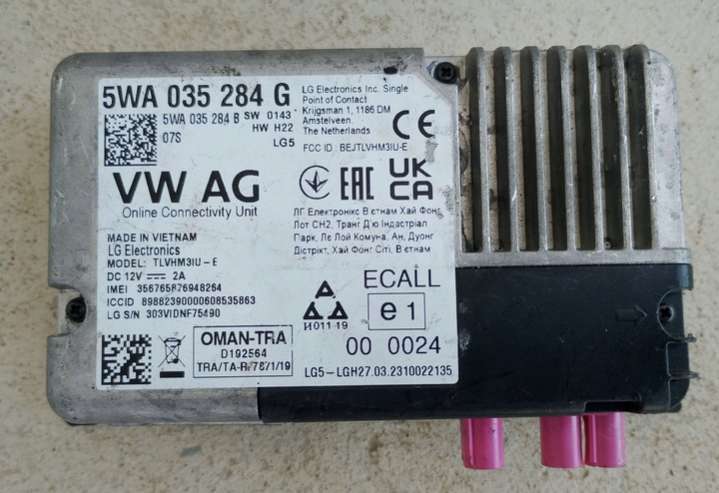 5WA 035 284 G
5WA 035 284 B SW 0143
HW H22
07S
LG5
LG Electronics Inc. Single
Point of Contact
Krijgsman 1, 1186 DM
Amstelveen
The Netherlands
CE
FCC ID: BEJTLVHM3IU-E
VW AG
Online Connectivity Unit
EAC
UK
CA
MADE IN VIETNAM
LG Electronics
MODEL: TLVHM3IU-E
DC 12V 2A
IMEI 356765876948264
ICCID 89882390000608535863
LG S/N 303VIDNF75490
ЛГ Електронікс В'єтнам Хай Фонг
Лот СН2, Транг Д'ю Індастріал
Парк, Ле Лой Комуна, Ан, Дуонг
Дістрікт, Хай Фонг Сіті, В'єтнам
ECALL
e1
И011-19
00 0024
OMAN-TRA
D192564
TRA/TA-R/7871/19
LG5-LGH27.03.2310022135